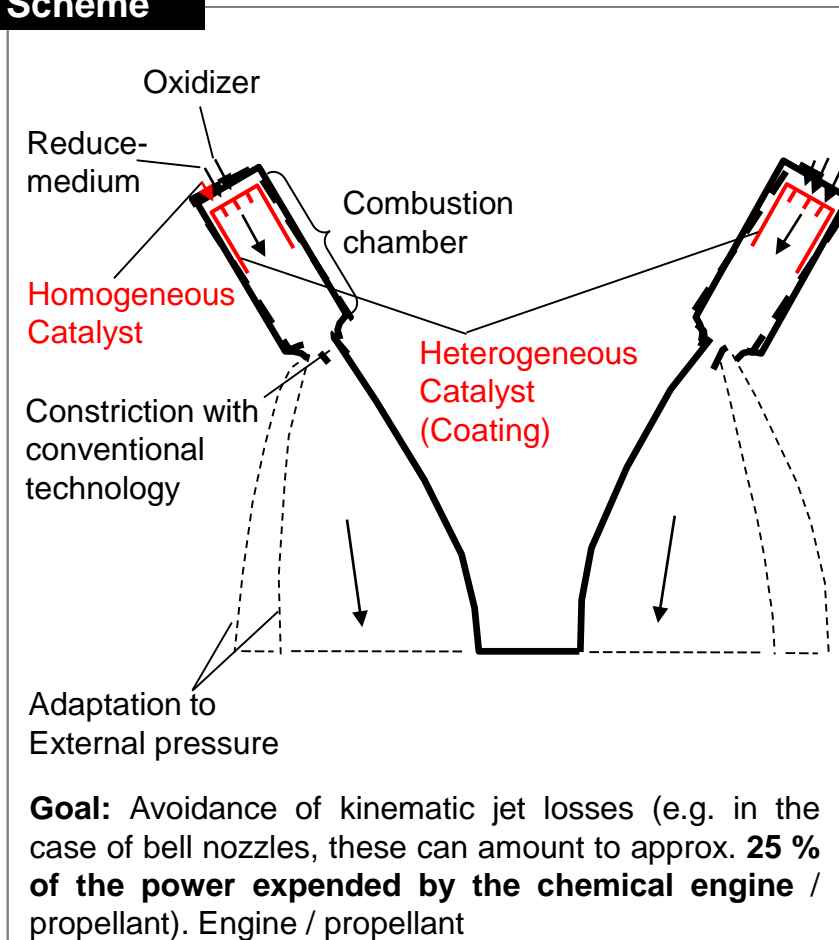 Scheme
Oxidizer
Reduce-
medium
Combustion
chamber
Homogeneous
Catalyst
Heterogeneous
Catalyst
(Coating)
Constriction with
conventional
technology
Adaptation to
External pressure
Goal: Avoidance of kinematic jet losses (e.g. in the
case of bell nozzles, these can amount to approx. 25 %
of the power expended by the chemical engine /
propellant). Engine / propellant